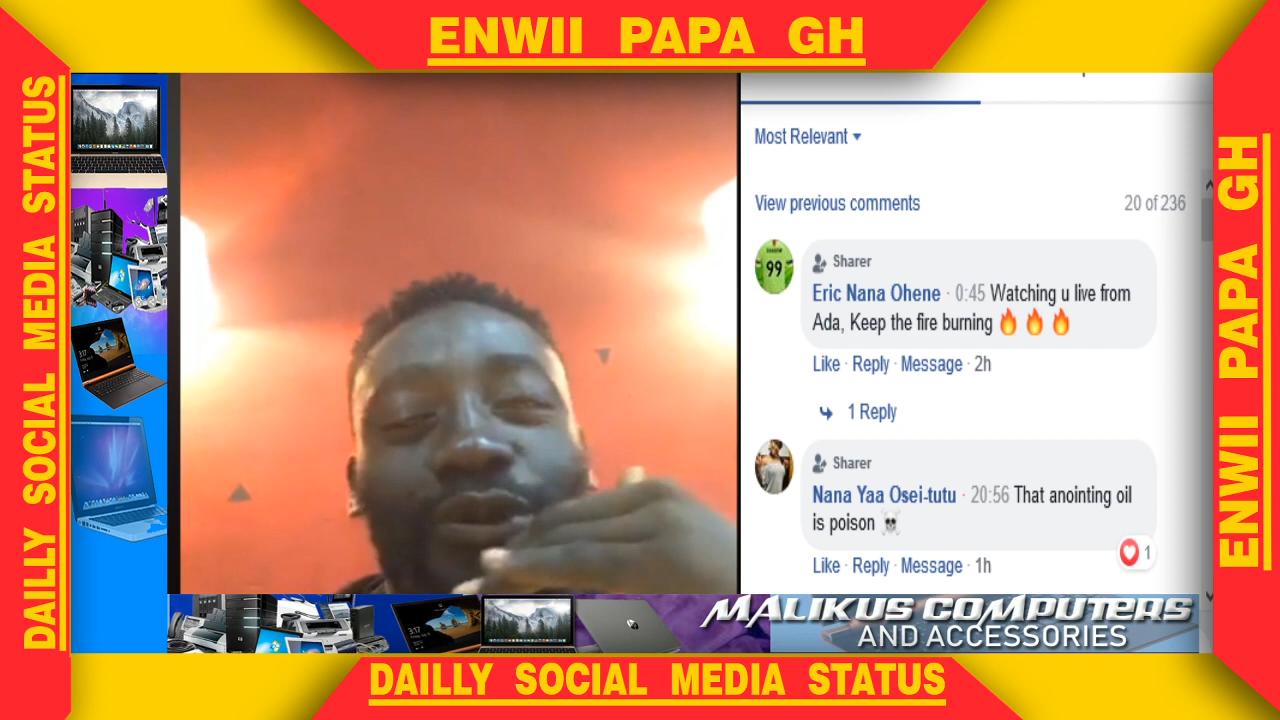 ENWII PAPA GH
DAILLY SOCIAL MEDIA STATUS
Most Relevant
View previous comments
20 of 236
99
Sharer
Eric Nana Ohene · 0:45 Watching u live from
Ada, Keep the fire burning 🔥 🔥 🔥
Like · Reply · Message · 2h
1 Reply
Sharer
Nana Yaa Osei-tutu · 20:56 That anointing oil
is poison ☠️
1
Like · Reply · Message · 1h
ENWII PAPA GH
3:17
MALIKUS COMPUTERS
AND ACCESSORIES
DAILLY SOCIAL MEDIA STATUS